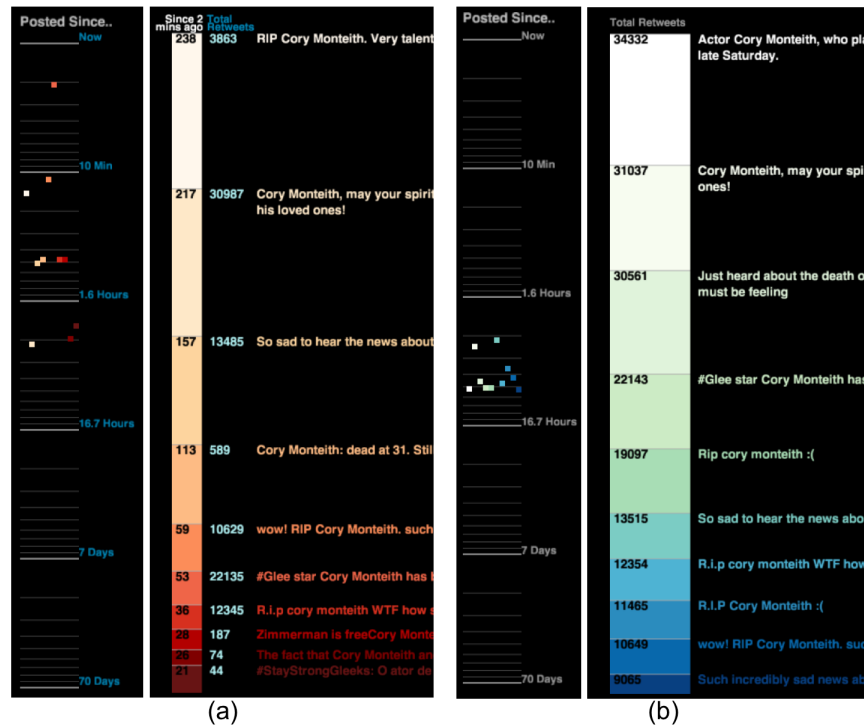 Posted Since..
Now
10 Min
1.6 Hours
16.7 Hours
7 Days
70 Days
Since 2 mins ago
Total Retweets
238 3863 RIP Cory Monteith. Very talent
217 30987 Cory Monteith, may your spirit
his loved ones!
157 13485 So sad to hear the news about
113 589 Cory Monteith: dead at 31. Stil
59 10629 wow! RIP Cory Monteith. such
53 22135 #Glee star Cory Monteith has
36 12345 R.i.p cory monteith WTF how
28 187 Zimmerman is freeCory Monte
26 74 The fact that Cory Monteith an
21 44 #StayStrongGleeks: O ator de
(a)
Posted Since..
Now
10 Min
1.6 Hours
16.7 Hours
7 Days
70 Days
Total Retweets
34332 Actor Cory Monteith, who pla
late Saturday.
31037 Cory Monteith, may your spi
ones!
30561 Just heard about the death o
must be feeling
22143 #Glee star Cory Monteith has
19097 Rip cory monteith :(
13515 So sad to hear the news abo
12354 R.i.p cory monteith WTF how
11465 R.I.P Cory Monteith :(
10649 wow! RIP Cory Monteith. suc
9065 Such incredibly sad news ab
(b)